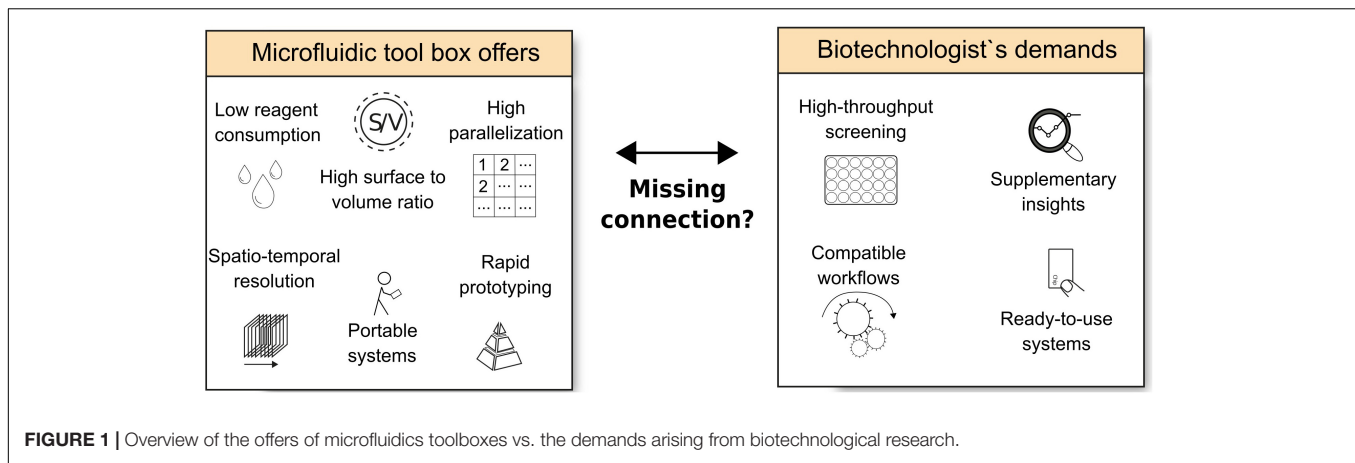 Microfluidic tool box offers
Low reagent
consumption
S/V
High surface to
volume ratio
High
parallelization
1 2 ...
2 ... ...
... ... ...
Spatio-temporal
resolution
Portable
systems
Rapid
prototyping
Missing
connection?
Biotechnologist`s demands
High-throughput
screening
Supplementary
insights
Compatible
workflows
Chip
Ready-to-use
systems
FIGURE 1 | Overview of the offers of microfluidics toolboxes vs. the demands arising from biotechnological research.